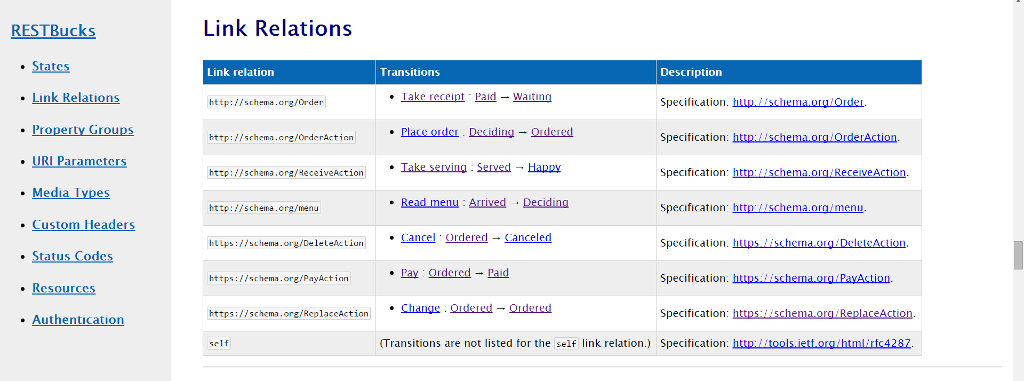 RESTBucks
States
Link Relations
Property Groups
URI Parameters
Media Types
Custom Headers
Status Codes
Resources
Authentication
Link Relations
Link relation Transitions Description
http://schema.org/Order Take receipt : Paid → Waiting Specification: http://schema.org/Order.
http://schema.org/OrderAction Place order : Deciding → Ordered Specification: http://schema.org/OrderAction.
http://schema.org/ReceiveAction Take serving : Served → Happy Specification: http://schema.org/ReceiveAction.
http://schema.org/menu Read menu : Arrived → Deciding Specification: http://schema.org/menu.
https://schema.org/DeleteAction Cancel : Ordered → Canceled Specification: https://schema.org/DeleteAction.
https://schema.org/PayAction Pay : Ordered → Paid Specification: https://schema.org/PayAction.
https://schema.org/ReplaceAction Change : Ordered → Ordered Specification: https://schema.org/ReplaceAction.
self (Transitions are not listed for the self link relation.) Specification: http://tools.ietf.org/html/rfc4287.